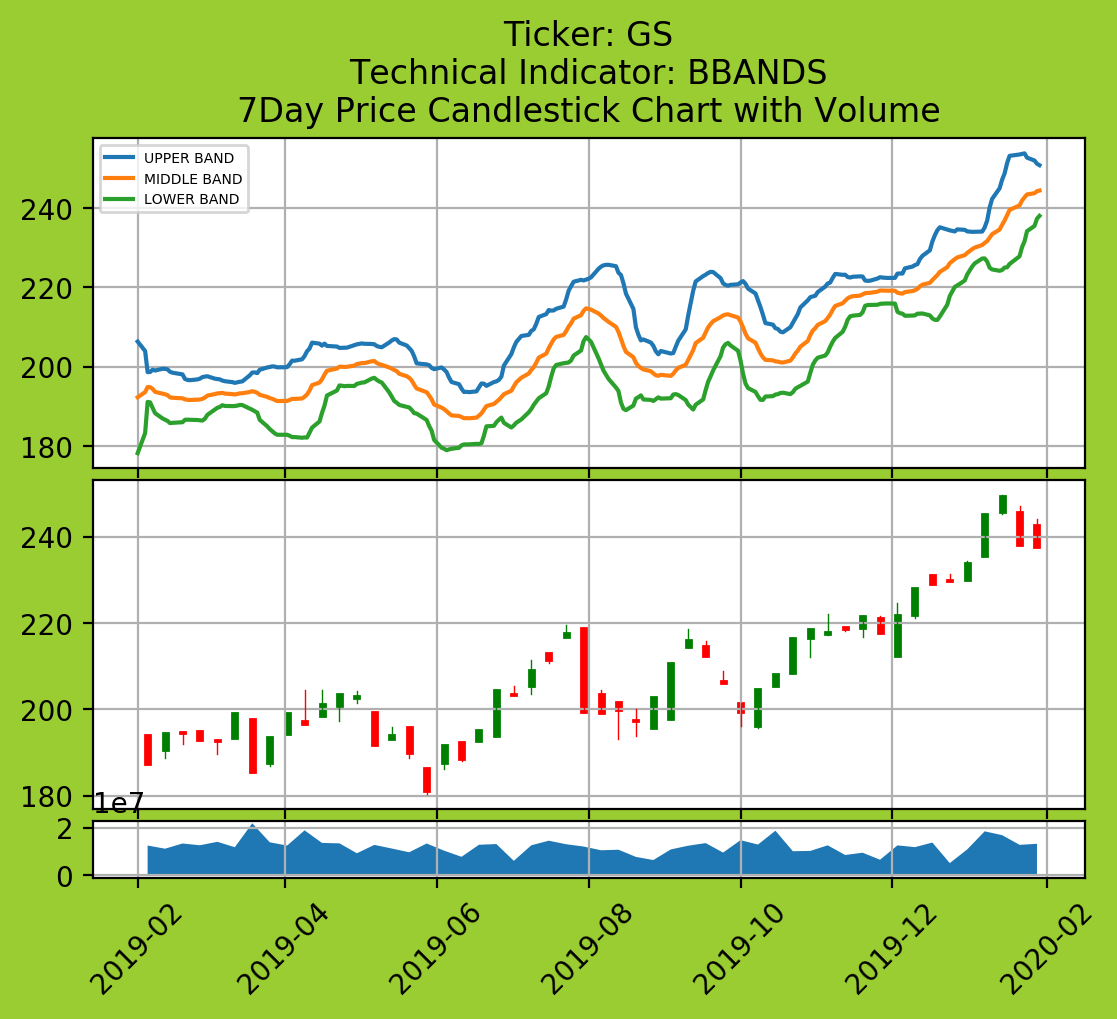 Ticker: GS
Technical Indicator: BBANDS
7Day Price Candlestick Chart with Volume
UPPER BAND
MIDDLE BAND
LOWER BAND
240
220
200
180
240
220
200
180
1e7
2
0
2019-02
2019-04
2019-06
2019-08
2019-10
2019-12
2020-02